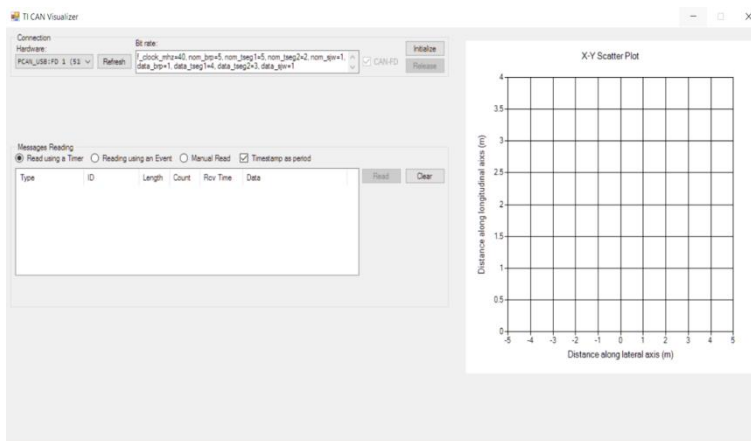 TI CAN Visualizer
Connection
Hardware:
PCAN_USB:FD 1 (51
Refresh
Bit rate:
f_clock_mhz=40, nom_brp=5, nom_tseg1=5, nom_tseg2=2, nom_sjw=1,
data_brp=1, data_tseg1=4, data_tseg2=3, data_sjw=1
CAN-FD
Initialize
Release
Messages Reading
Read using a Timer
Reading using an Event
Manual Read
Timestamp as period
Type ID Length Count Rcv Time Data
Read
Clear
X-Y Scatter Plot
Distance along longitudinal aixs (m)
4
3.5
3
2.5
2
1.5
1
0.5
0
-5 -4 -3 -2 -1 0 1 2 3 4 5
Distance along lateral axis (m)